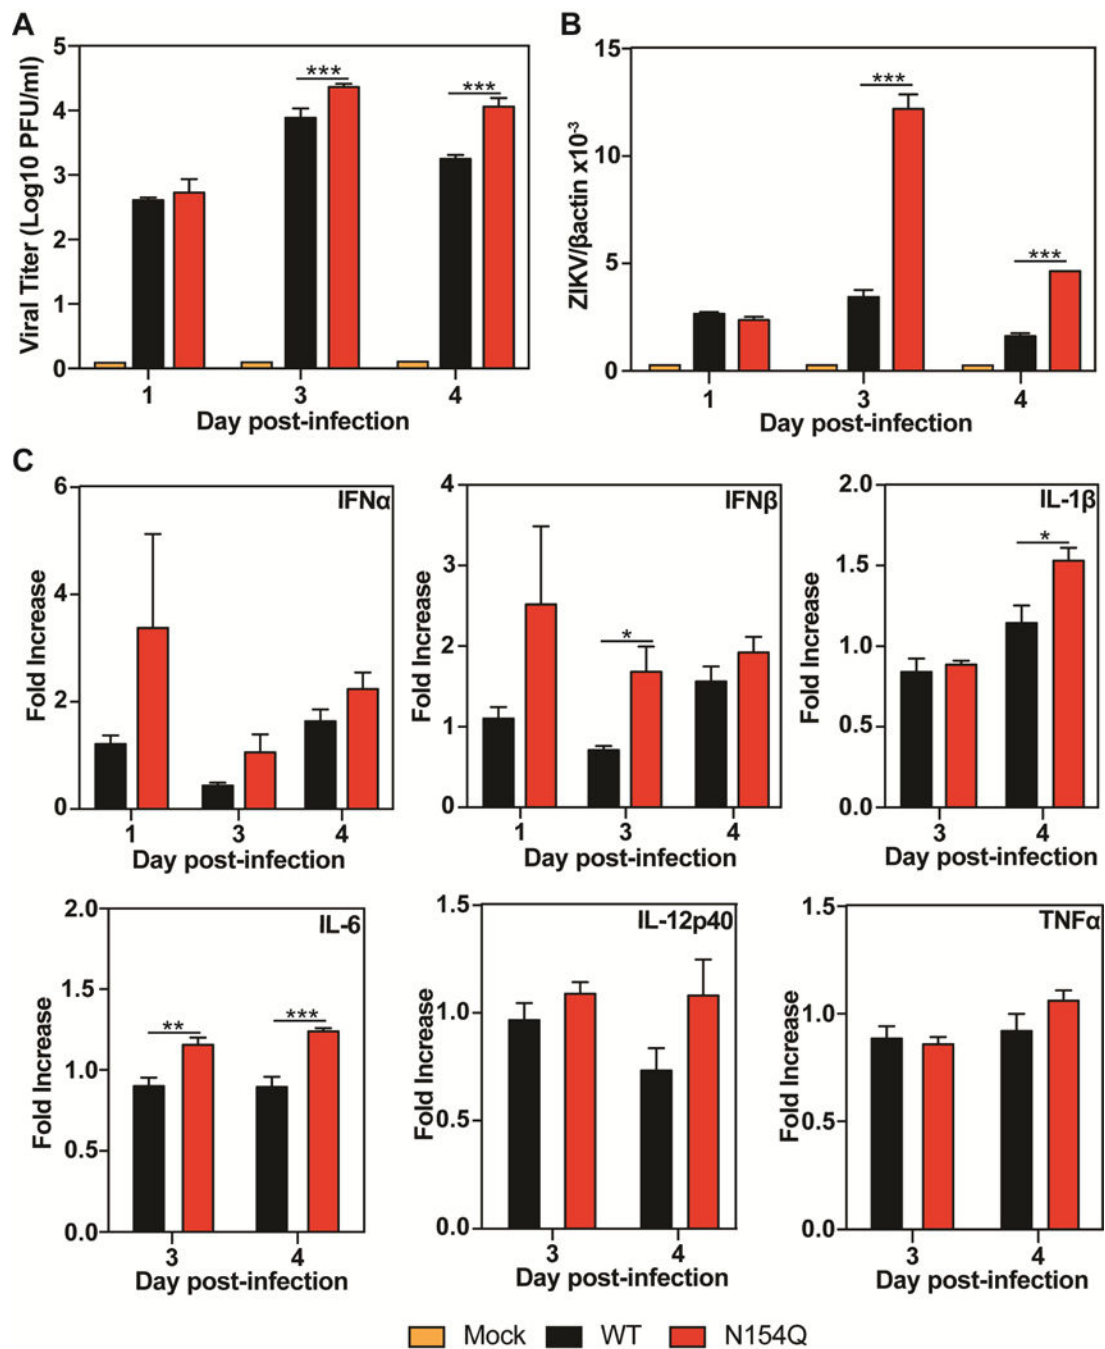 A
Viral Titer (Log10 PFU/ml)
5
4
3
2
1
0
***
***
1 3 4
Day post-infection
B
ZIKV/βactin x10-3
15
10
5
0
***
***
1 3 4
Day post-infection
C
IFNα
Fold Increase
6
4
2
0
1 3 4
Day post-infection
IFNβ
Fold Increase
4
3
2
1
0
*
1 3 4
Day post-infection
IL-1β
Fold Increase
2.0
1.5
1.0
0.5
0.0
*
3 4
Day post-infection
IL-6
Fold Increase
2.0
1.5
1.0
0.5
0.0
**
***
3 4
Day post-infection
IL-12p40
Fold Increase
1.5
1.0
0.5
0.0
3 4
Day post-infection
TNFα
Fold Increase
1.5
1.0
0.5
0.0
3 4
Day post-infection
Mock WT N154Q